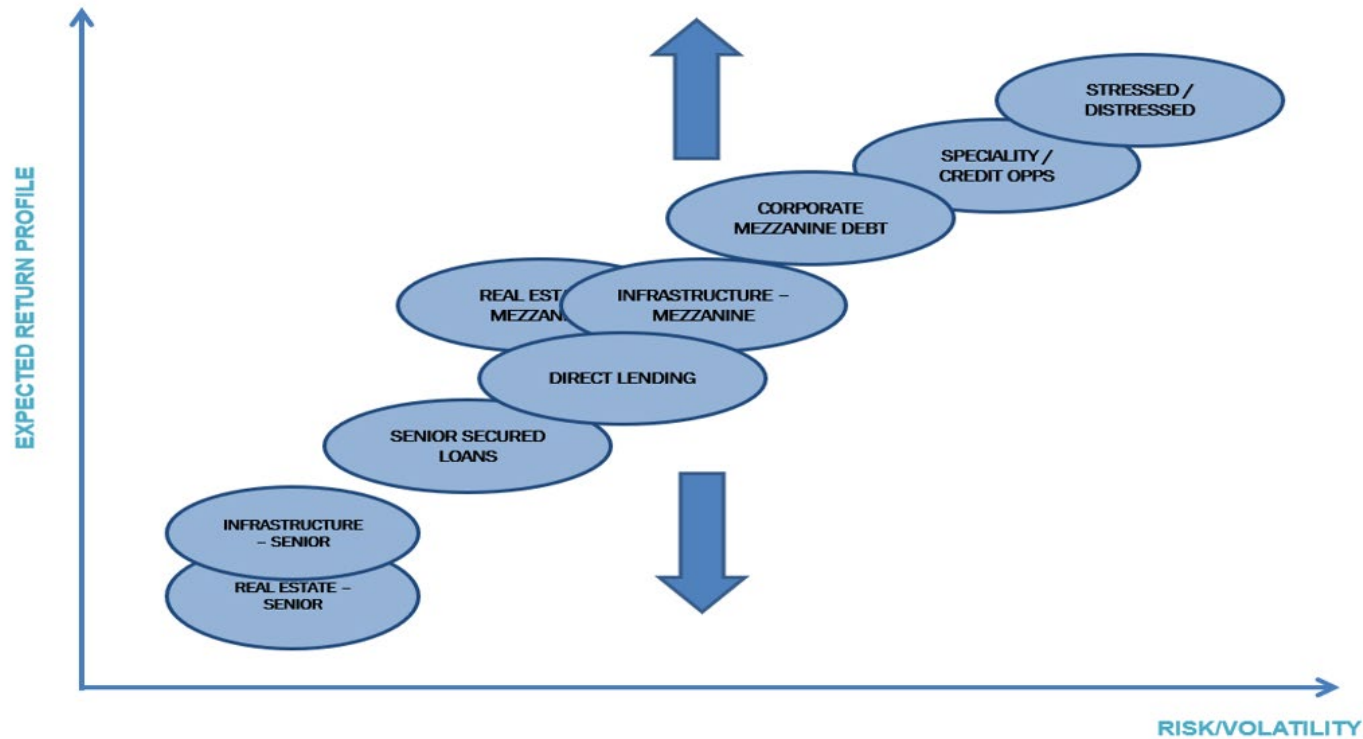 EXPECTED RETURN PROFILE
STRESSED /
DISTRESSED
SPECIALITY /
CREDIT OPPS
CORPORATE
MEZZANINE DEBT
REAL EST
MEZZAN
INFRASTRUCTURE –
MEZZANINE
DIRECT LENDING
SENIOR SECURED
LOANS
INFRASTRUCTURE
– SENIOR
REAL ESTATE –
SENIOR
RISK/VOLATILITY